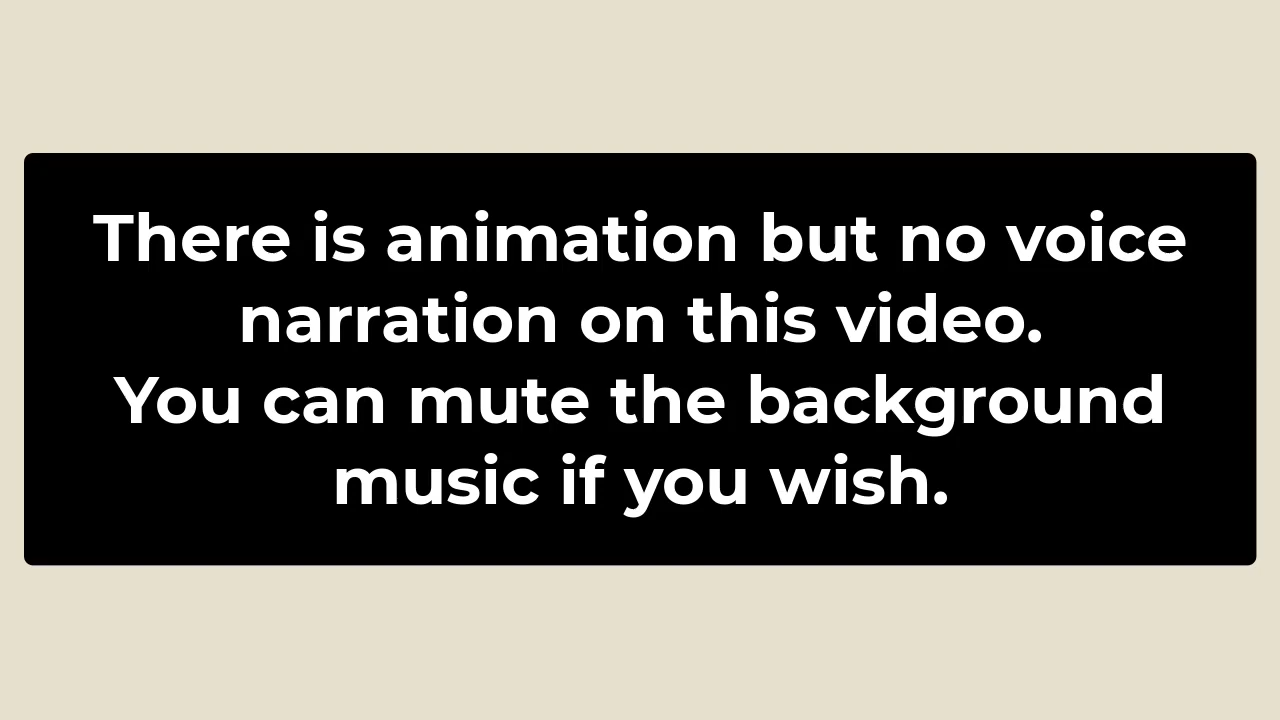 There is animation but no voice
narration on this video.
You can mute the background
music if you wish.